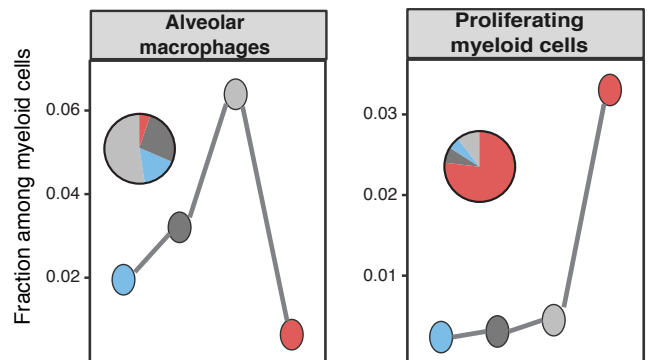 Alveolar
macrophages
Proliferating
myeloid cells
Fraction among myeloid cells
0.06
0.04
0.02
0.03
0.02
0.01